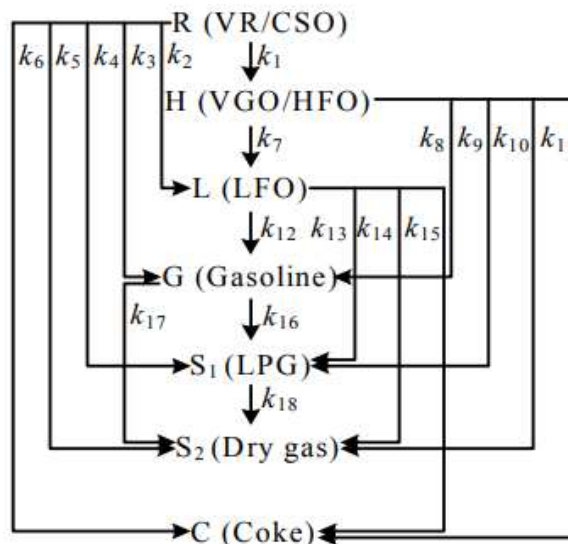 R (VR/CSO)
k6 k5 k4 k3 k2 k1
H (VGO/HFO)
k7 k8 k9 k10 k1
L (LFO)
k12 k13 k14 k15
G (Gasoline)
k17 k16
S1 (LPG)
k18
S2 (Dry gas)
C (Coke)